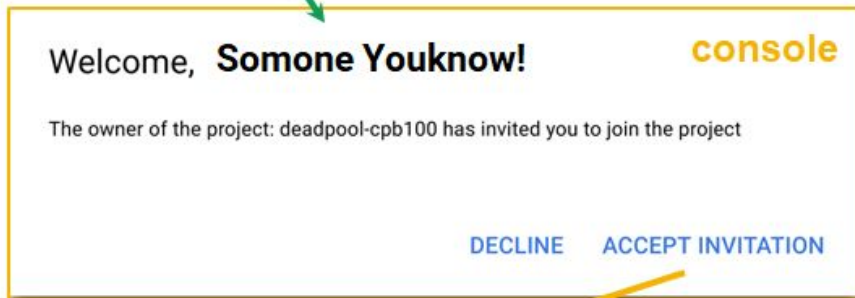 Welcome, Somone Youknow!
console
The owner of the project: deadpool-cpb100 has invited you to join the project
DECLINE ACCEPT INVITATION